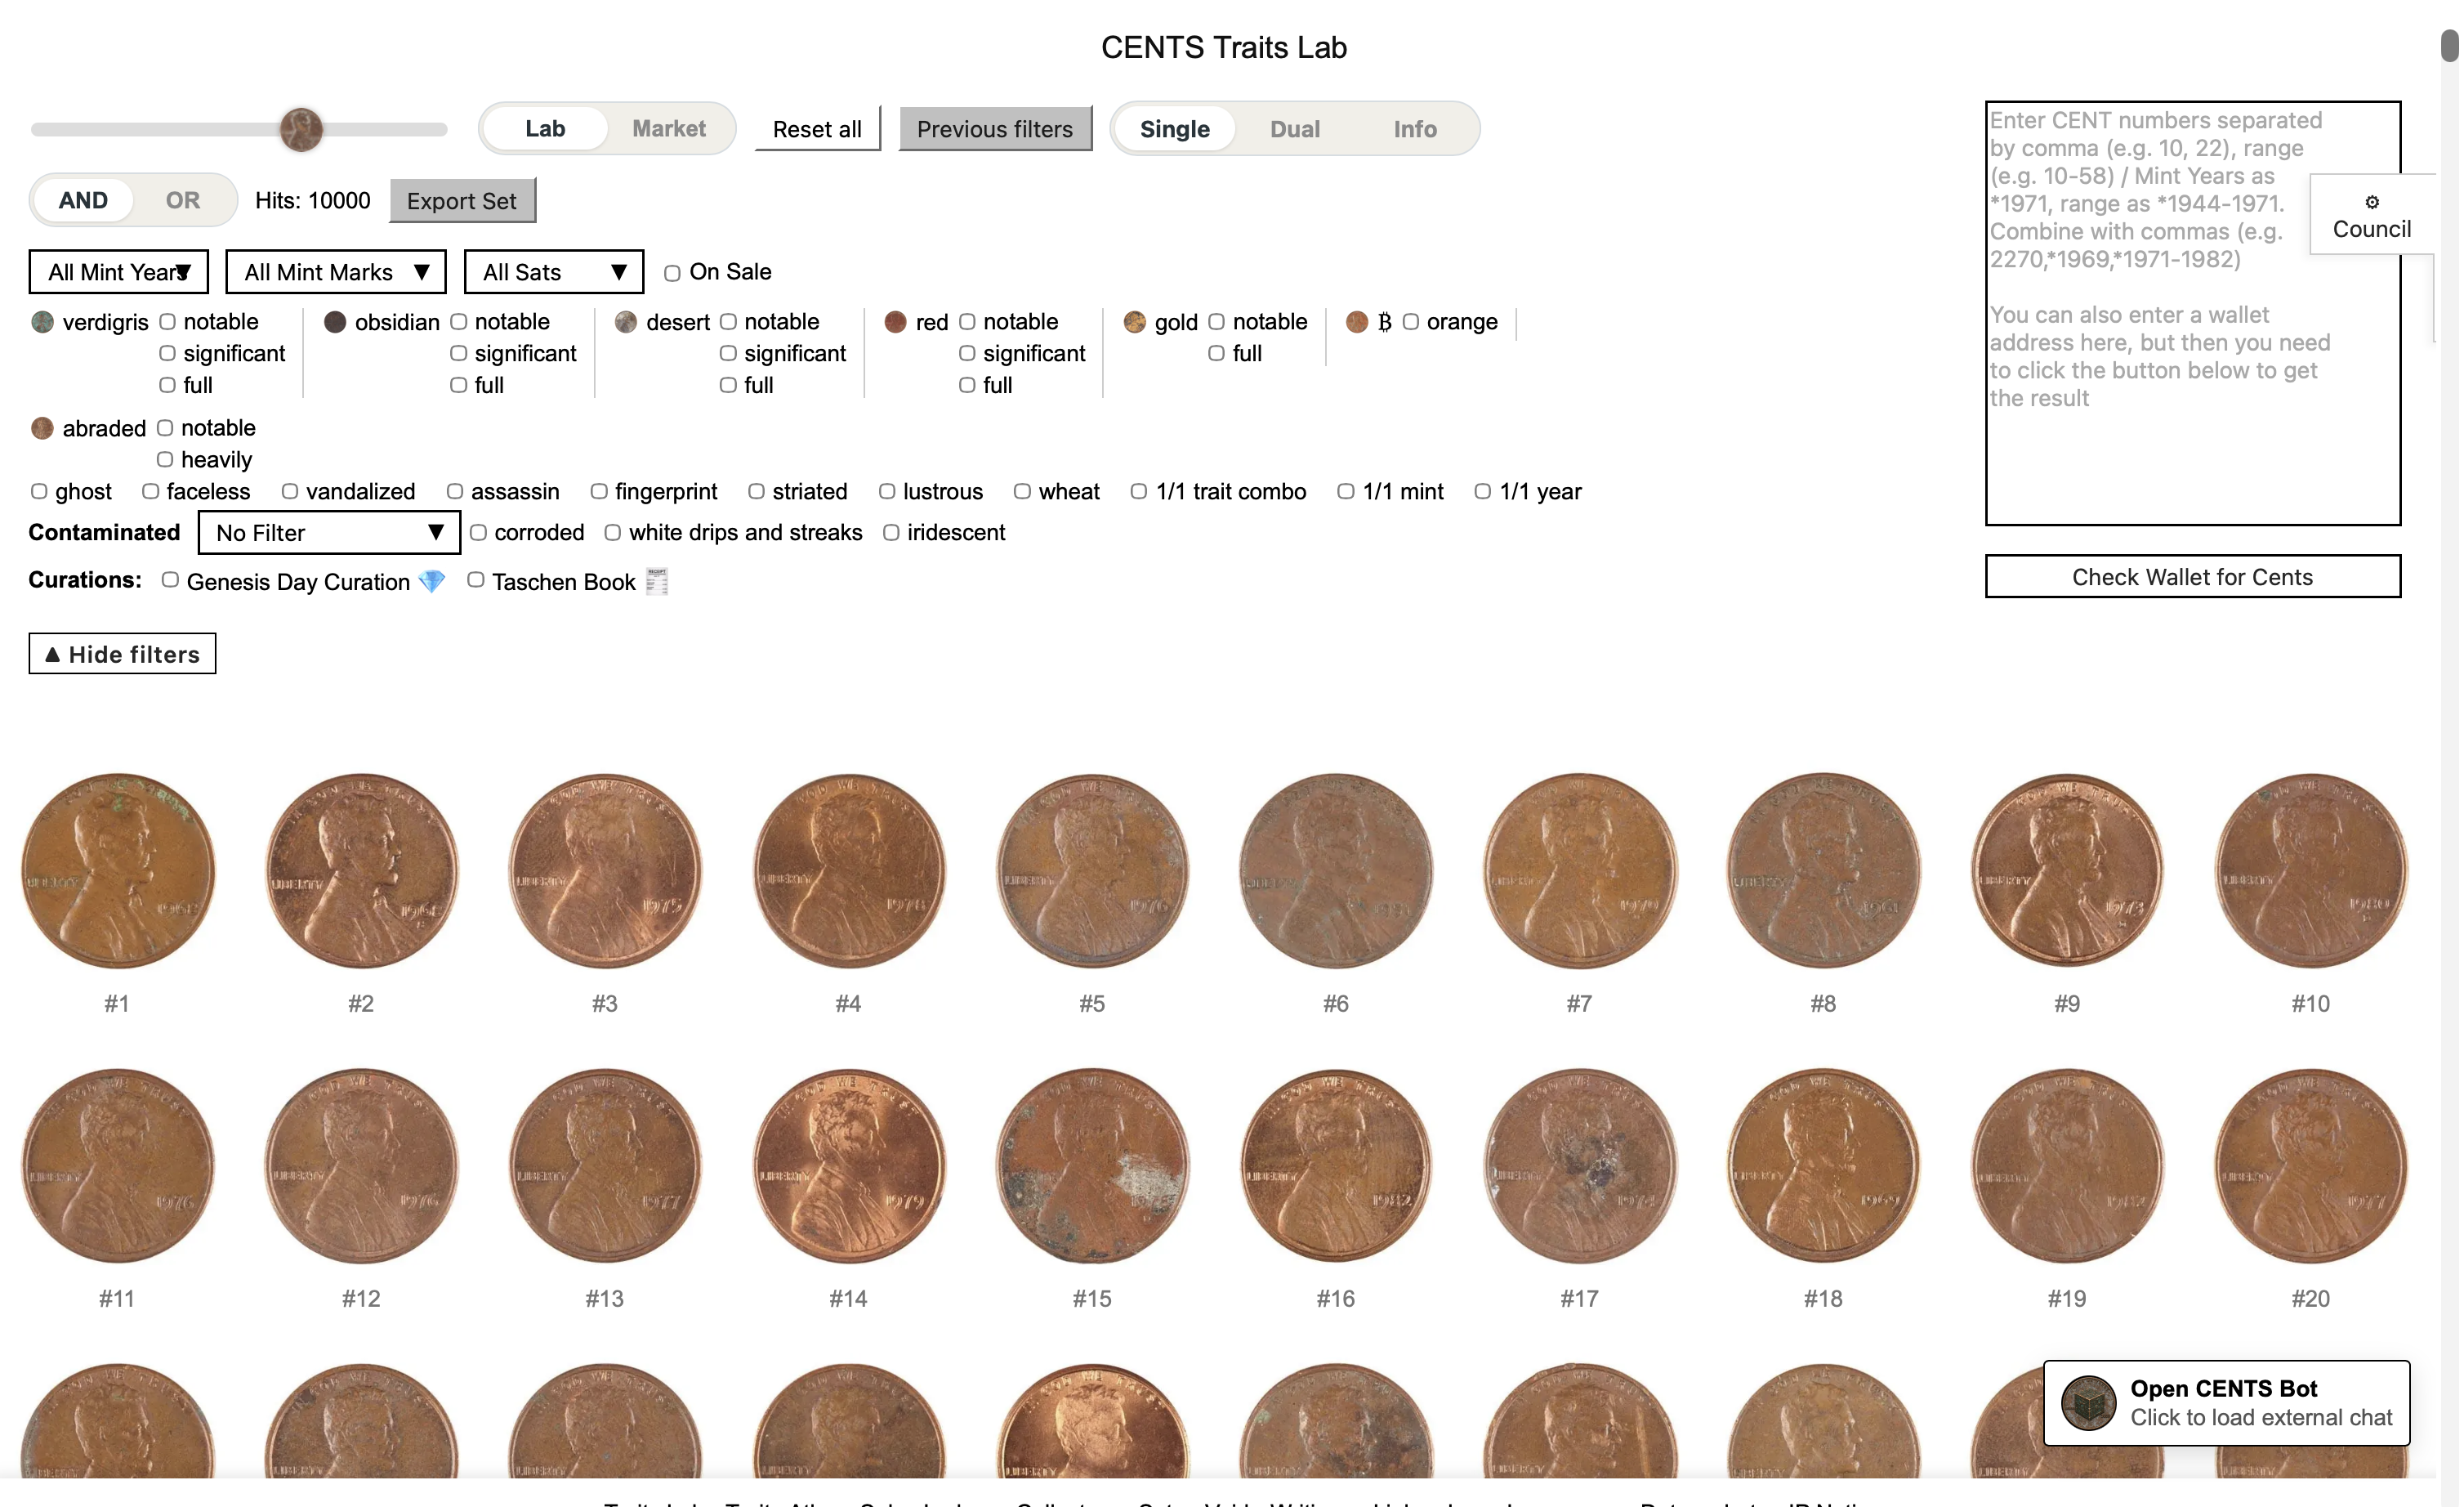 CENTS Traits Lab
Lab Market Reset all Previous filters Single Dual Info
AND OR Hits: 10000 Export Set
All Mint Years ▼ All Mint Marks ▼ All Sats ▼ On Sale
verdigris notable significant full
obsidian notable significant full
desert notable significant full
red notable significant full
gold notable full
₿ orange
abraded notable heavily
ghost faceless vandalized assassin fingerprint striated lustrous wheat 1/1 trait combo 1/1 mint 1/1 year
Contaminated No Filter ▼ corroded white drips and streaks iridescent
Curations: Genesis Day Curation 💎 Taschen Book
▲ Hide filters
Enter CENT numbers separated
by comma (e.g. 10, 22), range
(e.g. 10-58) / Mint Years as
*1971, range as *1944-1971.
Combine with commas (e.g.
2270,*1969,*1971-1982)
You can also enter a wallet
address here, but then you need
to click the button below to get
the result
⚙
Council
Check Wallet for Cents
#1 #2 #3 #4 #5 #6 #7 #8 #9 #10
#11 #12 #13 #14 #15 #16 #17 #18 #19 #20
Open CENTS Bot
Click to load external chat